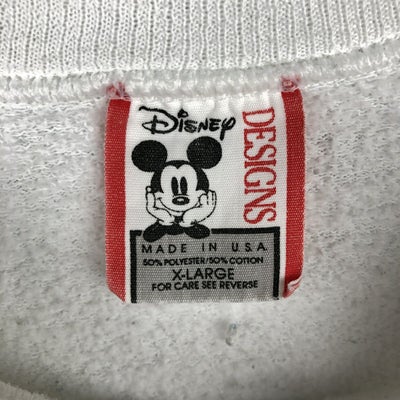 Disney
DESIGNS
MADE IN U.S.A.
50% POLYESTER/50% COTTON
X-LARGE
FOR CARE SEE REVERSE